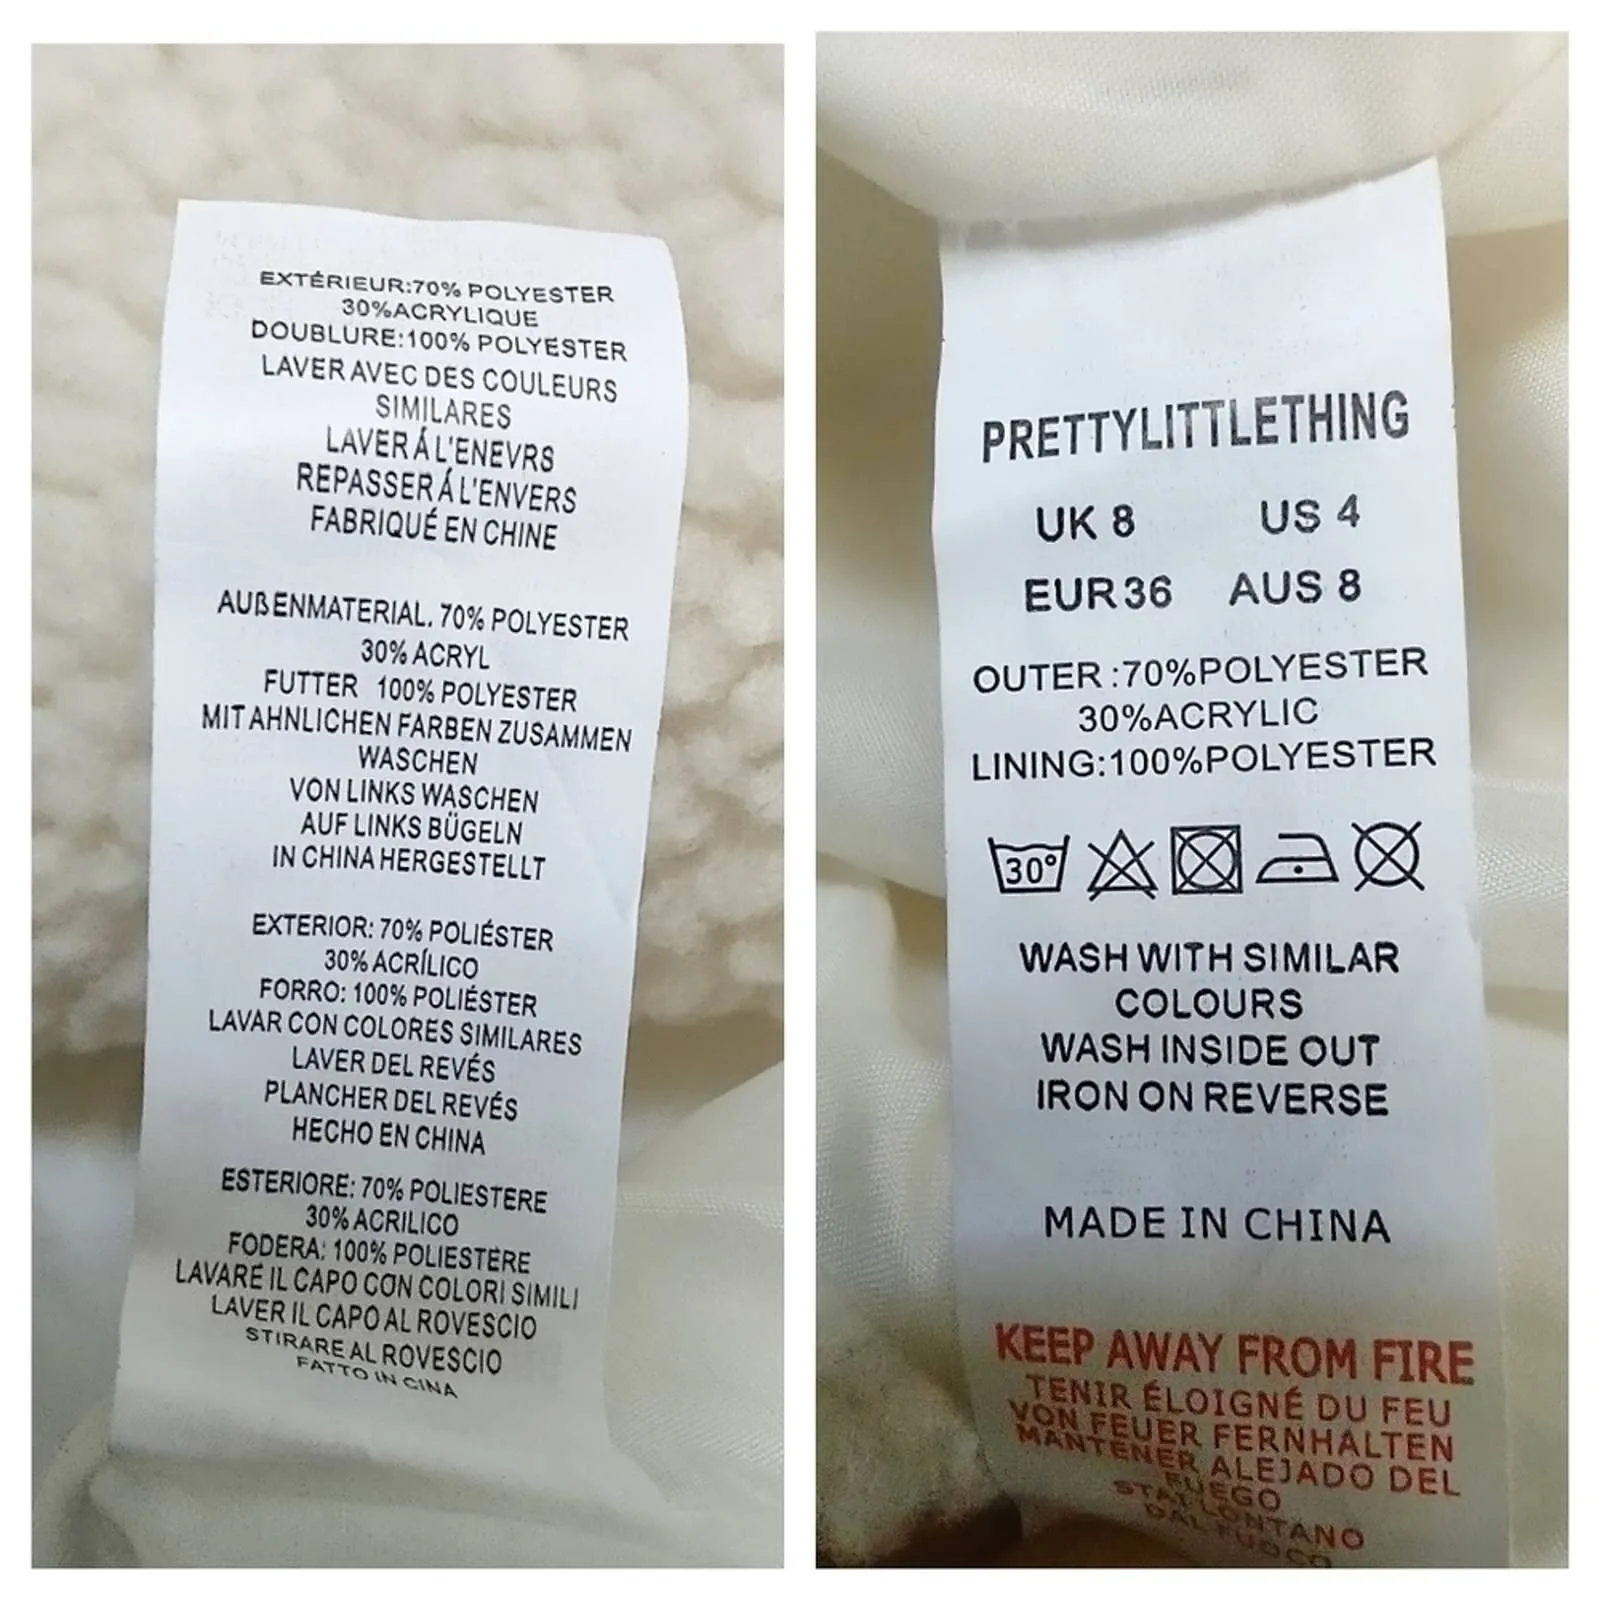 EXTÉRIEUR:70% POLYESTER
30%ACRYLIQUE
DOUBLURE:100% POLYESTER
LAVER AVEC DES COULEURS
SIMILARES
LAVER Á L'ENEVRS
REPASSER Á L'ENVERS
FABRIQUÉ EN CHINE
AUßENMATERIAL. 70% POLYESTER
30% ACRYL
FUTTER 100% POLYESTER
MIT AHNLICHEN FARBEN ZUSAMMEN
WASCHEN
VON LINKS WASCHEN
AUF LINKS BÜGELN
IN CHINA HERGESTELLT
EXTERIOR: 70% POLIÉSTER
30% ACRÍLICO
FORRO: 100% POLIÉSTER
LAVAR CON COLORES SIMILARES
LAVER DEL REVÉS
PLANCHER DEL REVÉS
HECHO EN CHINA
ESTERIORE: 70% POLIESTERE
30% ACRILICO
FODERA: 100% POLIESTERE
LAVARE IL CAPO CON COLORI SIMILI
LAVER IL CAPO AL ROVESCIO
STIRARE AL ROVESCIO
FATTO IN CINA
PRETTYLITTLETHING
UK 8 US 4
EUR 36 AUS 8
OUTER :70%POLYESTER
30%ACRYLIC
LINING:100%POLYESTER
30°
WASH WITH SIMILAR
COLOURS
WASH INSIDE OUT
IRON ON REVERSE
MADE IN CHINA
KEEP AWAY FROM FIRE
TENIR ÉLOIGNÉ DU FEU
VON FEUER FERNHALTEN
MANTENER ALEJADO DEL
FUEGO
LONTANO
DAL FUOCO